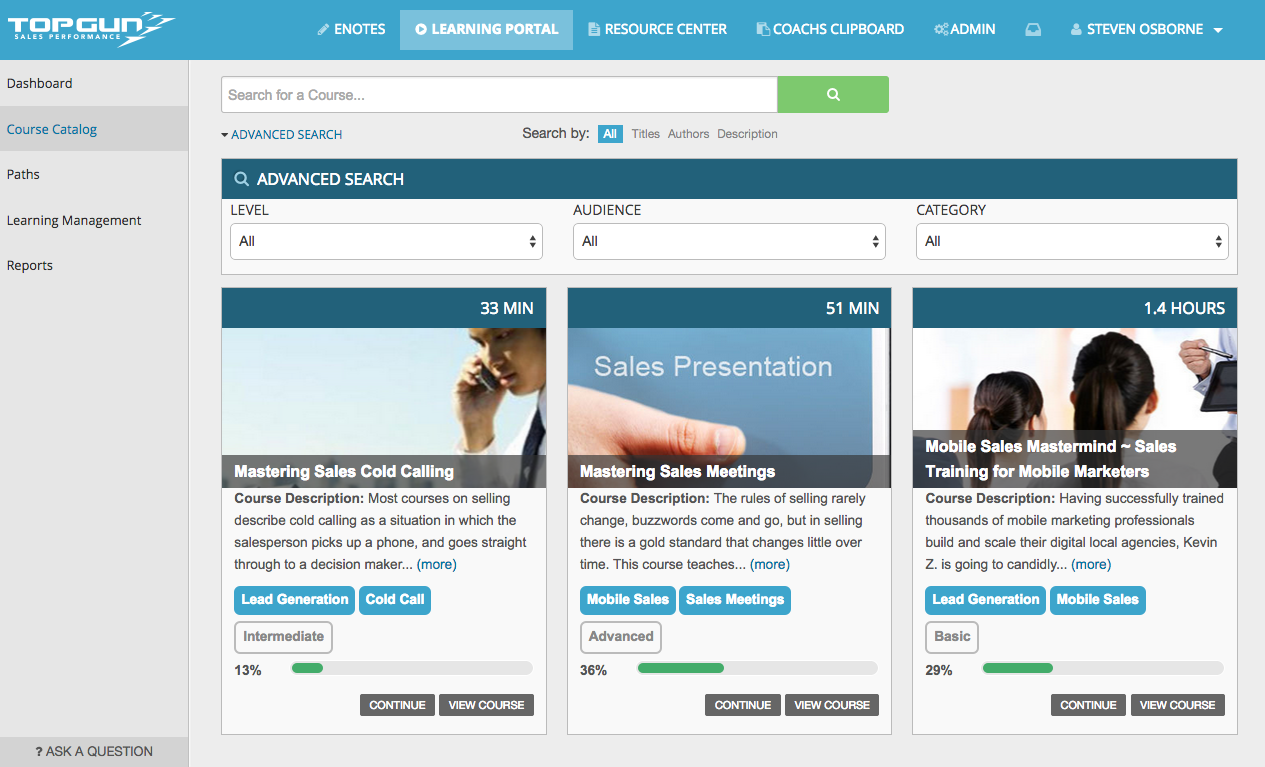 TOPGUN
SALES PERFORMANCE
ENOTES
LEARNING PORTAL
RESOURCE CENTER
COACHS CLIPBOARD
ADMIN
STEVEN OSBORNE
Dashboard
Course Catalog
Paths
Learning Management
Reports
? ASK A QUESTION
Search for a Course...
ADVANCED SEARCH
Search by: All Titles Authors Description
ADVANCED SEARCH
LEVEL
All
AUDIENCE
All
CATEGORY
All
33 MIN
Mastering Sales Cold Calling
Course Description: Most courses on selling
describe cold calling as a situation in which the
salesperson picks up a phone, and goes straight
through to a decision maker... (more)
Lead Generation
Cold Call
Intermediate
13%
CONTINUE
VIEW COURSE
51 MIN
Sales Presentation
Mastering Sales Meetings
Course Description: The rules of selling rarely
change, buzzwords come and go, but in selling
there is a gold standard that changes little over
time. This course teaches... (more)
Mobile Sales
Sales Meetings
Advanced
36%
CONTINUE
VIEW COURSE
1.4 HOURS
Mobile Sales Mastermind ~ Sales
Training for Mobile Marketers
Course Description: Having successfully trained
thousands of mobile marketing professionals
build and scale their digital local agencies, Kevin
Z. is going to candidly... (more)
Lead Generation
Mobile Sales
Basic
29%
CONTINUE
VIEW COURSE